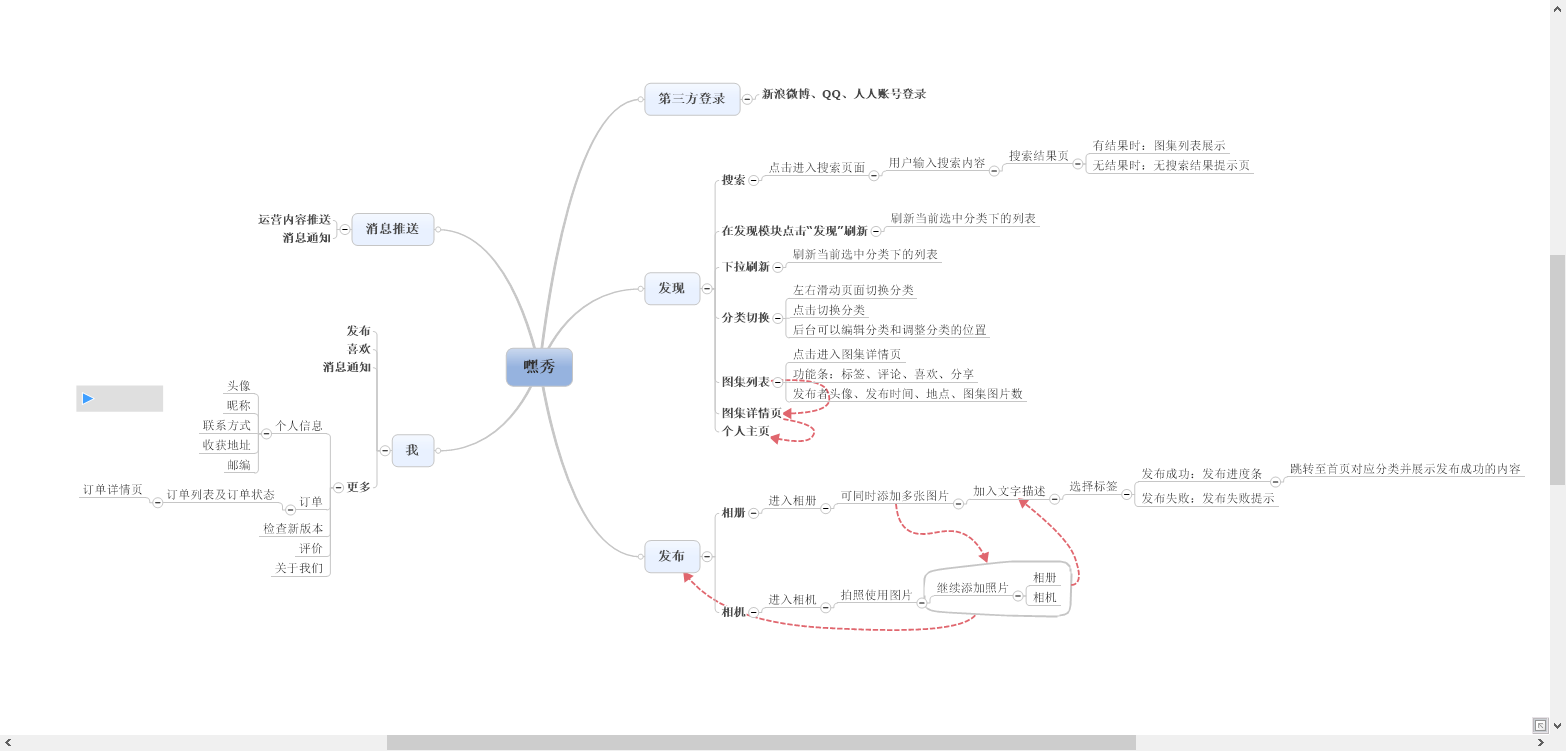 嘿秀
第三方登录
新浪微博、QQ、人人账号登录
发现
搜索
点击进入搜索页面
用户输入搜索内容
搜索结果页
有结果时：图集列表展示
无结果时：无搜索结果提示页
在发现模块点击“发现”刷新
刷新当前选中分类下的列表
下拉刷新
刷新当前选中分类下的列表
分类切换
左右滑动页面切换分类
点击切换分类
后台可以编辑分类和调整分类的位置
图集列表
点击进入图集详情页
功能条：标签、评论、喜欢、分享
发布者头像、发布时间、地点、图集图片数
图集详情页
个人主页
发布
相册
进入相册
可同时添加多张图片
加入文字描述
选择标签
发布成功：发布进度条
跳转至首页对应分类并展示发布成功的内容
发布失败：发布失败提示
相机
进入相机
拍照使用图片
继续添加照片
相册
相机
消息推送
运营内容推送
消息通知
我
发布
喜欢
消息通知
更多
个人信息
头像
昵称
联系方式
收获地址
邮编
订单
订单列表及订单状态
订单详情页
检查新版本
评价
关于我们